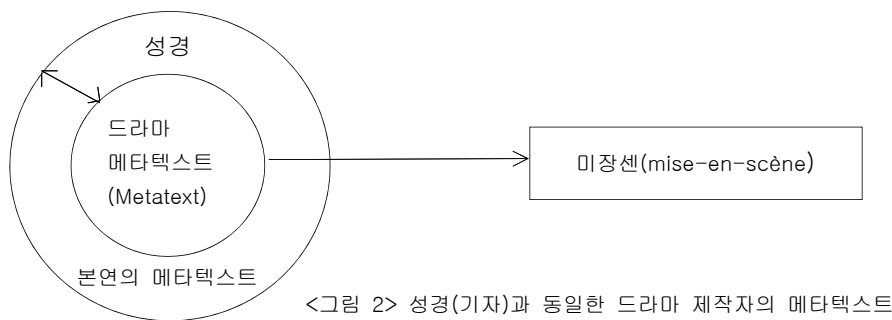 성경
드라마
메타텍스트
(Metatext)
본연의 메타텍스트
미장센(mise-en-scène)
<그림 2> 성경(기자)과 동일한 드라마 제작자의 메타텍스트